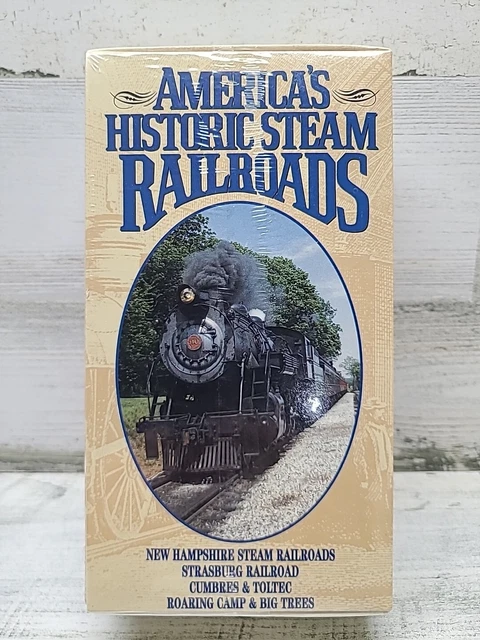 AMERICA'S
HISTORIC STEAM
RAILROADS
NEW HAMPSHIRE STEAM RAILROADS
STRASBURG RAILROAD
CUMBRES & TOLTEC
ROARING CAMP & BIG TREES